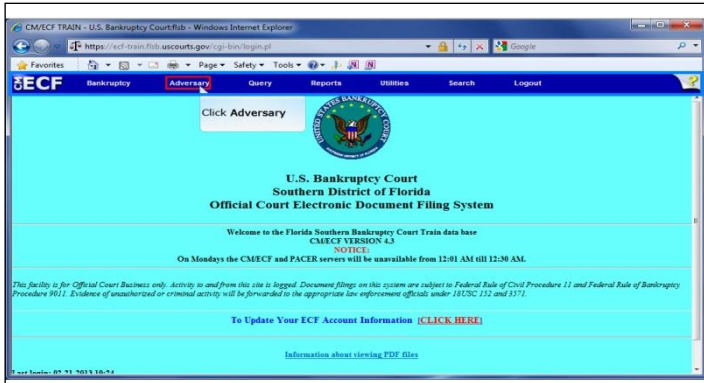 CM/ECF TRAIN - U.S. Bankruptcy Court:flsb - Windows Internet Explorer
https://ecf-train.flsb.uscourts.gov/cgi-bin/login.pl
Google
Favorites
Page
Safety
Tools
ECF
Bankruptcy
Adversary
Query
Reports
Utilities
Search
Logout
?
Click Adversary
U.S. Bankruptcy Court
Southern District of Florida
Official Court Electronic Document Filing System
Welcome to the Florida Southern Bankruptcy Court Train data base
CM/ECF VERSION 4.3
NOTICE:
On Mondays the CM/ECF and PACER servers will be unavailable from 12:01 AM till 12:30 AM.
This facility is for Official Court Business only. Activity to and from this site is logged. Document filings on this system are subject to Federal Rule of Civil Procedure 11 and Federal Rule of Bankruptcy
Procedure 9011. Evidence of unauthorized or criminal activity will be forwarded to the appropriate law enforcement officials under 18USC 152 and 3571.
To Update Your ECF Account Information [CLICK HERE]
Information about viewing PDF files
Last login: 02-21-2013 10:24